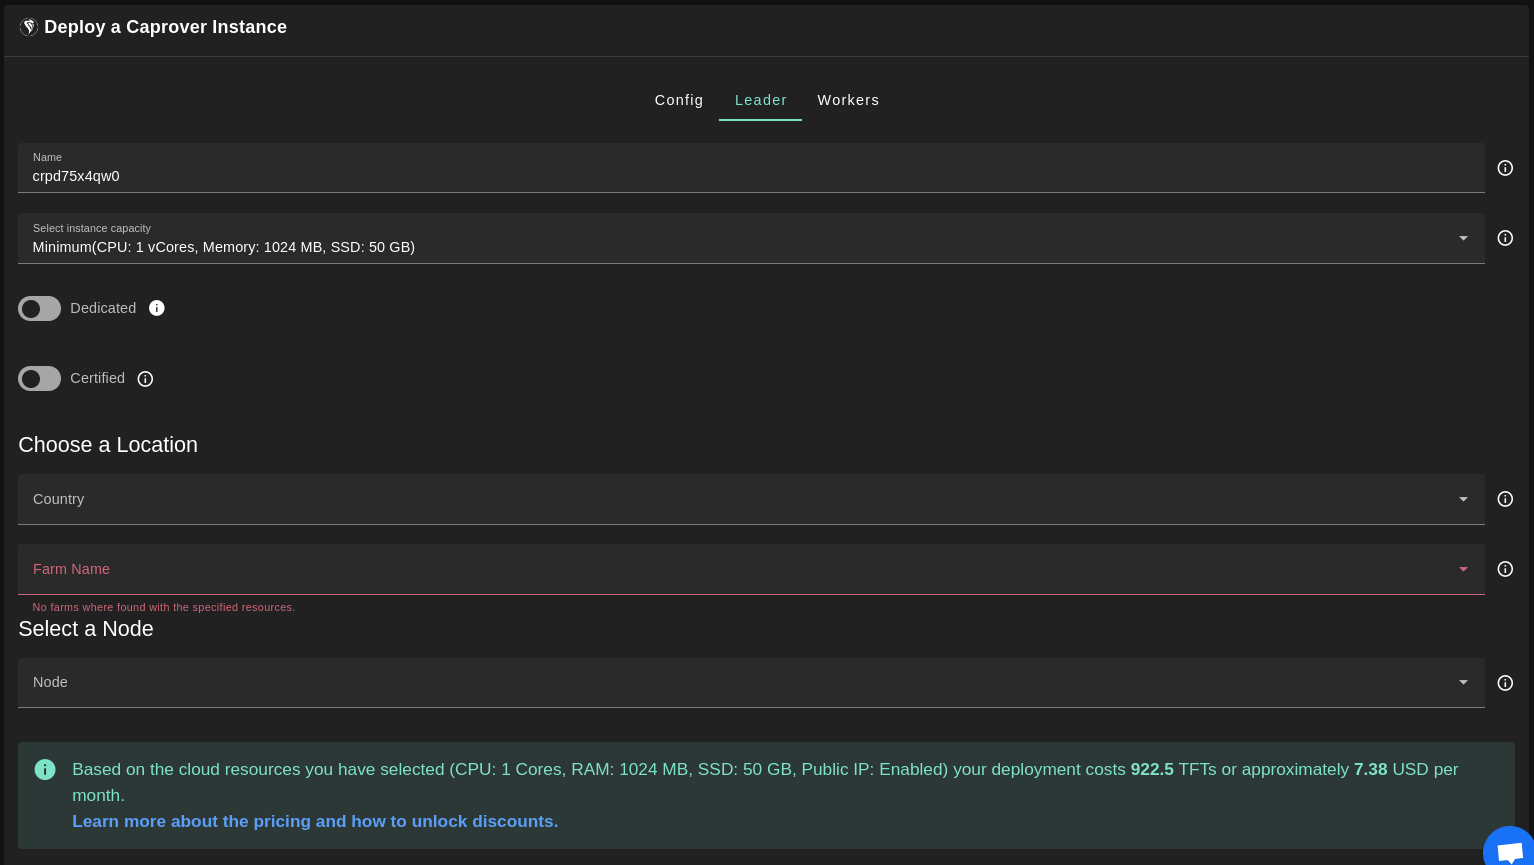 Deploy a Caprover Instance
Config
Leader
Workers
Name
crpd75x4qw0
Select instance capacity
Minimum(CPU: 1 vCores, Memory: 1024 MB, SSD: 50 GB)
Dedicated
Certified
Choose a Location
Country
Farm Name
No farms where found with the specified resources.
Select a Node
Node
Based on the cloud resources you have selected (CPU: 1 Cores, RAM: 1024 MB, SSD: 50 GB, Public IP: Enabled) your deployment costs 922.5 TFTs or approximately 7.38 USD per
month.
Learn more about the pricing and how to unlock discounts.